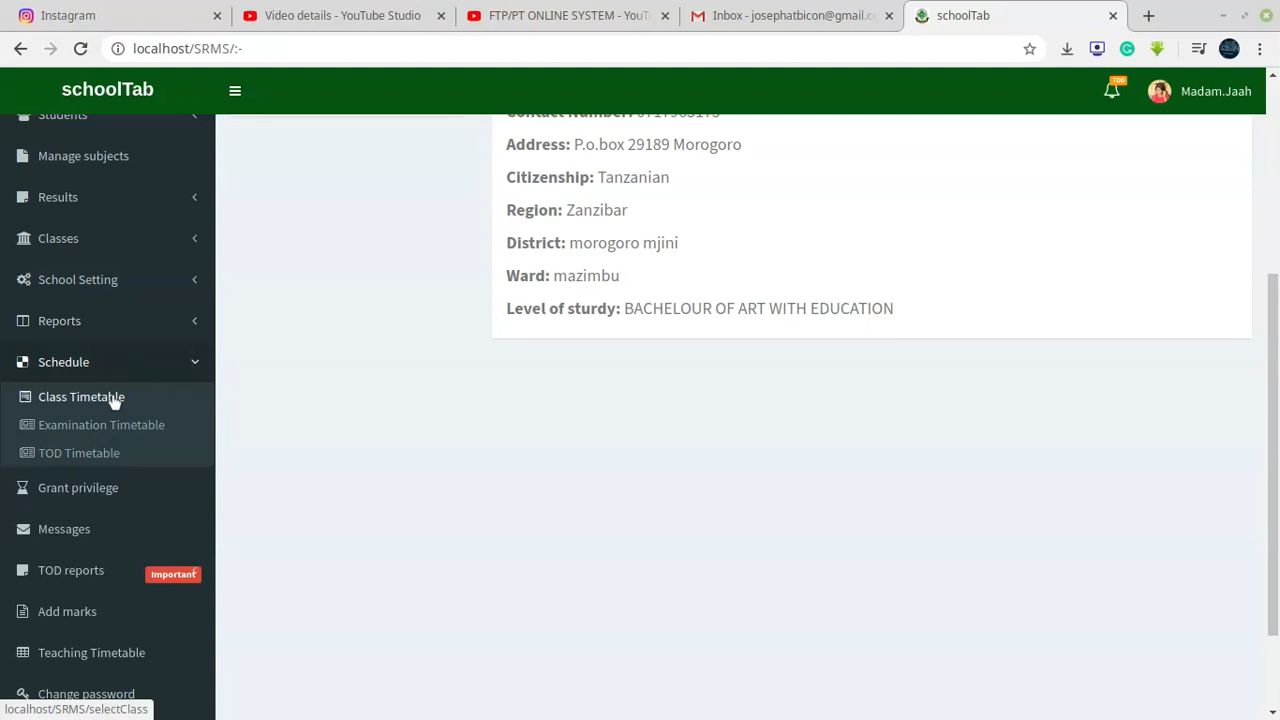 Instagram
Video details - YouTube Studio
FTP/PT ONLINE SYSTEM - YouT
Inbox - josephatbicon@gmail.c
schoolTab
localhost/SRMS/:-
schoolTab
TOD
Madam.Jaah
Students
Manage subjects
Results
Classes
School Setting
Reports
Schedule
Class Timetable
Examination Timetable
TOD Timetable
Grant privilege
Messages
TOD reports
Important
Add marks
Teaching Timetable
Change password
localhost/SRMS/selectClass
Contact Number:
Address: P.o.box 29189 Morogoro
Citizenship: Tanzanian
Region: Zanzibar
District: morogoro mjini
Ward: mazimbu
Level of sturdy: BACHELOUR OF ART WITH EDUCATION